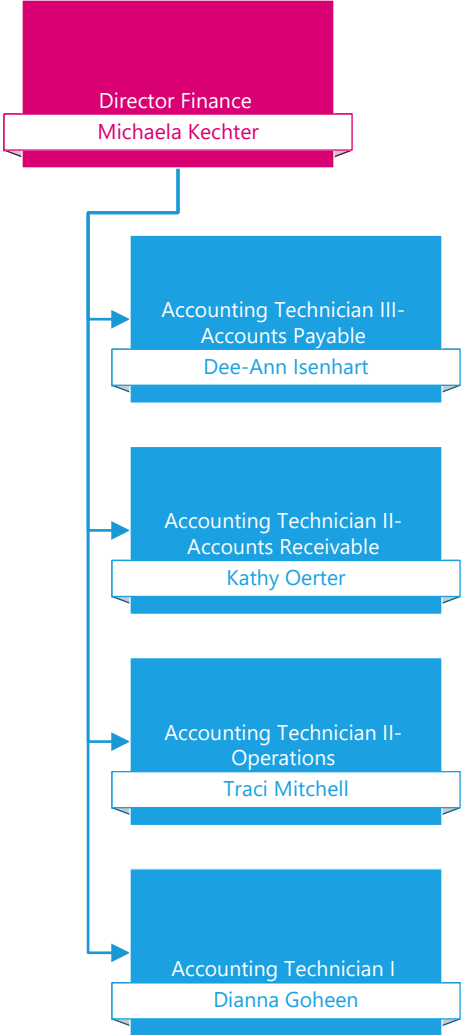 Director Finance
Michaela Kechter
Accounting Technician III-
Accounts Payable
Dee-Ann Isenhart
Accounting Technician II-
Accounts Receivable
Kathy Oerter
Accounting Technician II-
Operations
Traci Mitchell
Accounting Technician I
Dianna Goheen